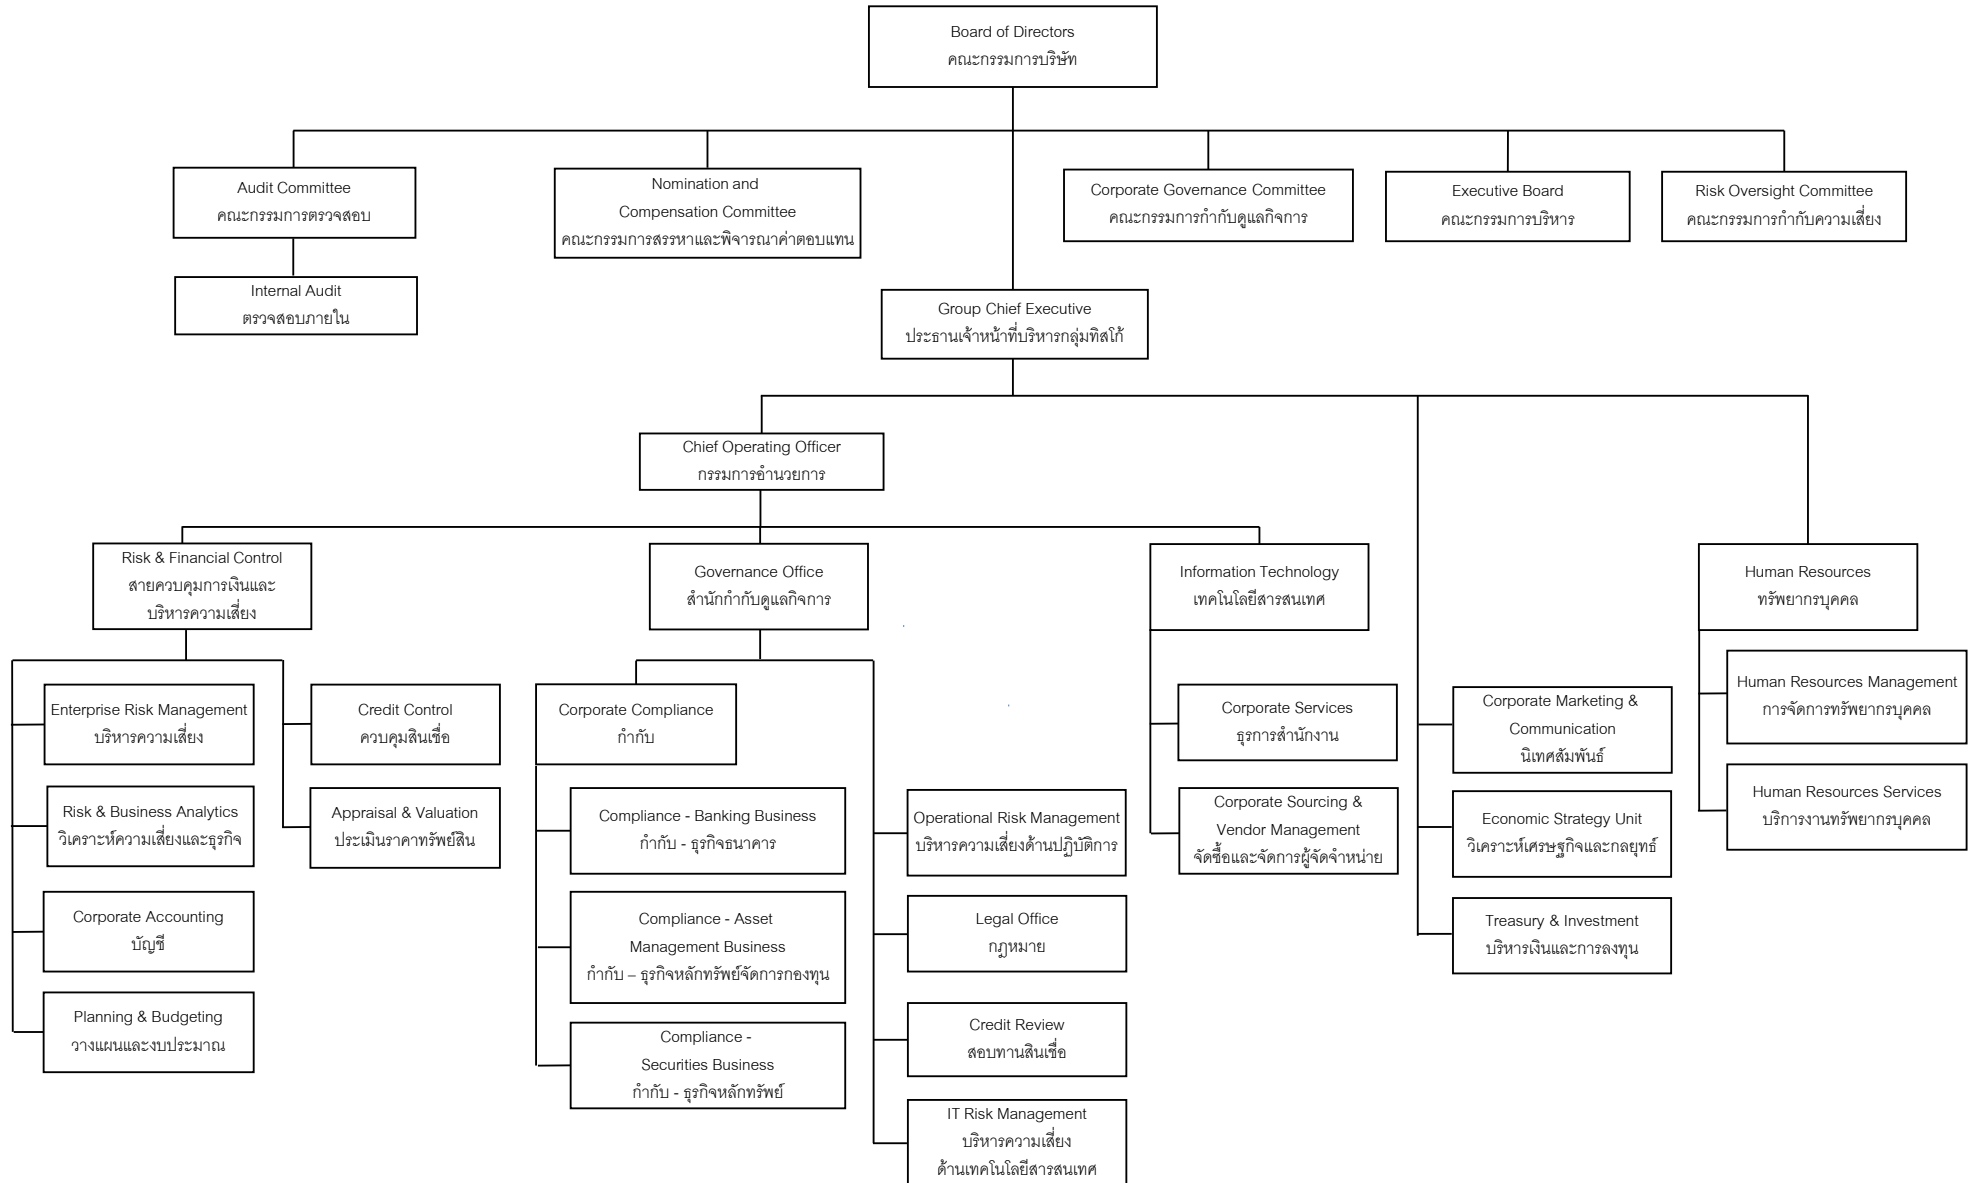 Board of Directors
คณะกรรมการบริษัท
Audit Committee
คณะกรรมการตรวจสอบ
Nomination and
Compensation Committee
คณะกรรมการสรรหาและพิจารณาค่าตอบแทน
Corporate Governance Committee
คณะกรรมการกำกับดูแลกิจการ
Executive Board
คณะกรรมการบริหาร
Risk Oversight Committee
คณะกรรมการกำกับความเสี่ยง
Internal Audit
ตรวจสอบภายใน
Group Chief Executive
ประธานเจ้าหน้าที่บริหารกลุ่มทิสโก้
Chief Operating Officer
กรรมการอำนวยการ
Risk & Financial Control
สายควบคุมการเงินและ
บริหารความเสี่ยง
Governance Office
สำนักกำกับดูแลกิจการ
Information Technology
เทคโนโลยีสารสนเทศ
Human Resources
ทรัพยากรบุคคล
Enterprise Risk Management
บริหารความเสี่ยง
Risk & Business Analytics
วิเคราะห์ความเสี่ยงและธุรกิจ
Corporate Accounting
บัญชี
Planning & Budgeting
วางแผนและงบประมาณ
Credit Control
ควบคุมสินเชื่อ
Appraisal & Valuation
ประเมินราคาทรัพย์สิน
Corporate Compliance
กำกับ
Compliance - Banking Business
กำกับ - ธุรกิจธนาคาร
Compliance - Asset
Management Business
กำกับ – ธุรกิจหลักทรัพย์จัดการกองทุน
Compliance -
Securities Business
กำกับ - ธุรกิจหลักทรัพย์
Operational Risk Management
บริหารความเสี่ยงด้านปฏิบัติการ
Legal Office
กฎหมาย
Credit Review
สอบทานสินเชื่อ
IT Risk Management
บริหารความเสี่ยง
ด้านเทคโนโลยีสารสนเทศ
Corporate Services
ธุรการสำนักงาน
Corporate Sourcing &
Vendor Management
จัดซื้อและจัดการผู้จัดจำหน่าย
Corporate Marketing &
Communication
นิเทศสัมพันธ์
Economic Strategy Unit
วิเคราะห์เศรษฐกิจและกลยุทธ์
Treasury & Investment
บริหารเงินและการลงทุน
Human Resources Management
การจัดการทรัพยากรบุคคล
Human Resources Services
บริการงานทรัพยากรบุคคล